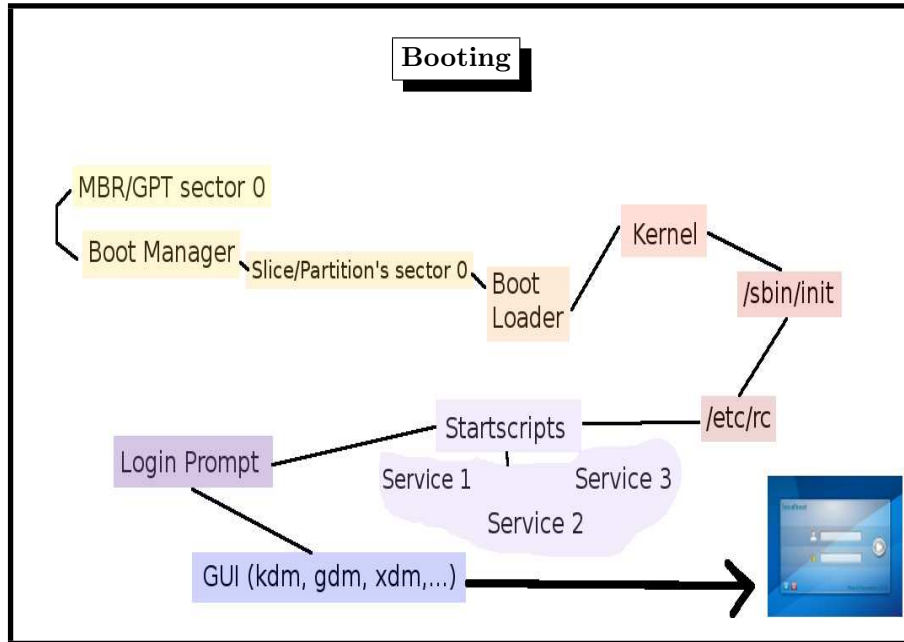 Booting
MBR/GPT sector 0
Boot Manager
Slice/Partition's sector 0
Boot
Loader
Kernel
/sbin/init
/etc/rc
Startscripts
Service 1
Service 2
Service 3
Login Prompt
GUI (kdm, gdm, xdm,...)